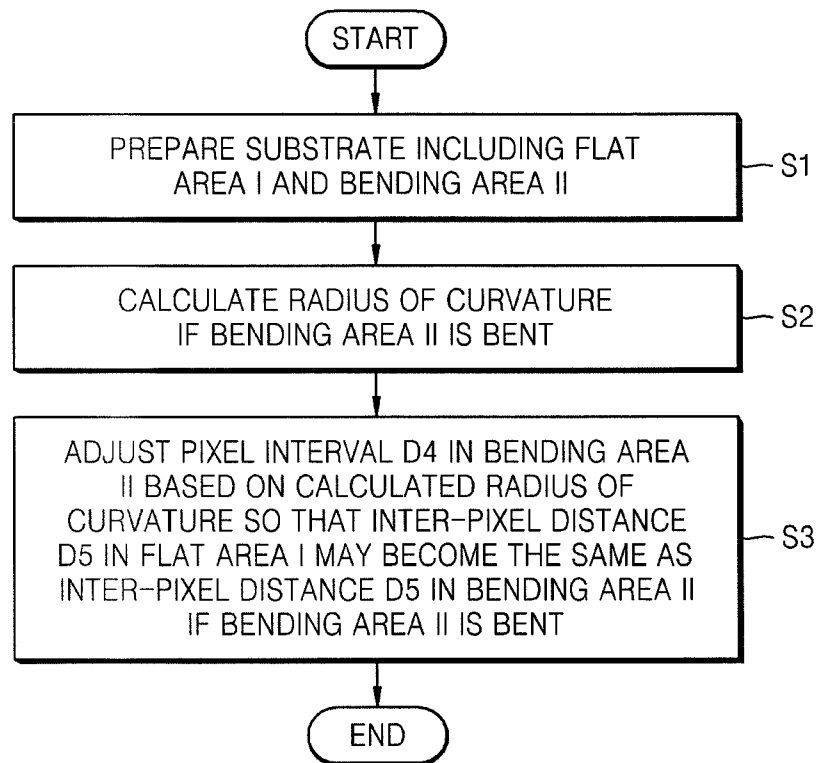 START
PREPARE SUBSTRATE INCLUDING FLAT
AREA I AND BENDING AREA II
S1
CALCULATE RADIUS OF CURVATURE
IF BENDING AREA II IS BENT
S2
ADJUST PIXEL INTERVAL D4 IN BENDING AREA
II BASED ON CALCULATED RADIUS OF
CURVATURE SO THAT INTER-PIXEL DISTANCE
D5 IN FLAT AREA I MAY BECOME THE SAME AS
INTER-PIXEL DISTANCE D5 IN BENDING AREA II
IF BENDING AREA II IS BENT
S3
END